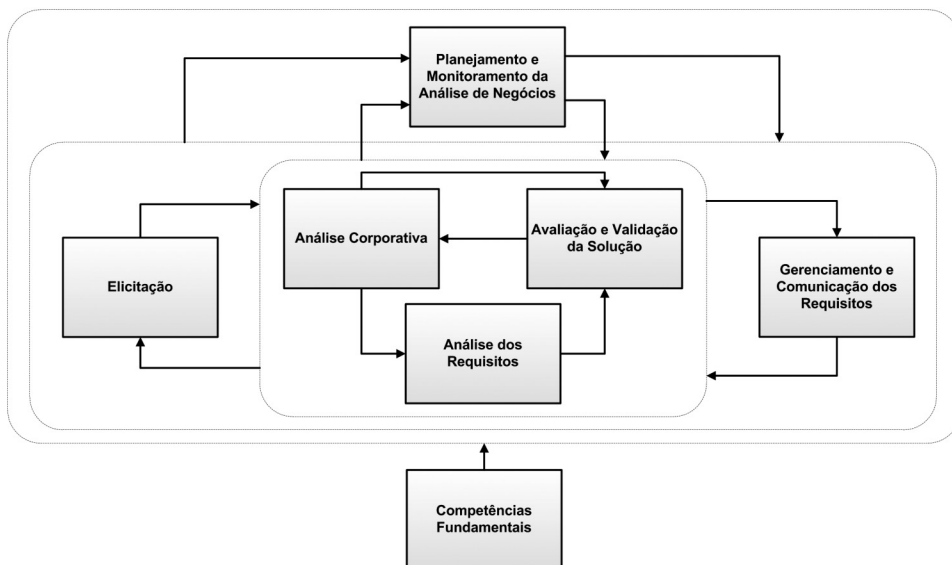 Planejamento e
Monitoramento da
Análise de Negócios
Análise Corporativa
Avaliação e Validação
da Solução
Elicitação
Gerenciamento e
Comunicação dos
Requisitos
Análise dos
Requisitos
Competências
Fundamentais